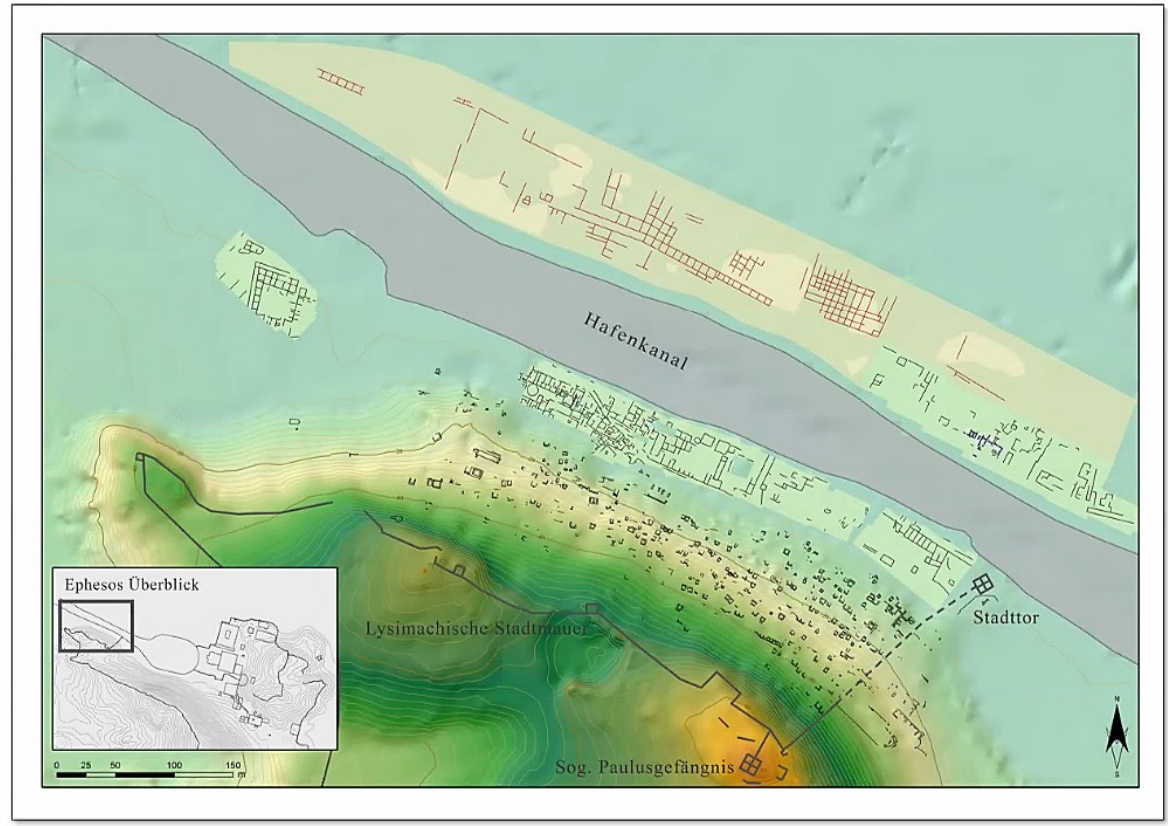 Hafenkanal
Ephesos Überblick
Lysimachische Stadtmauer
Stadttor
Sog. Paulusgefängnis
0 25 50 100 150
m
N
S